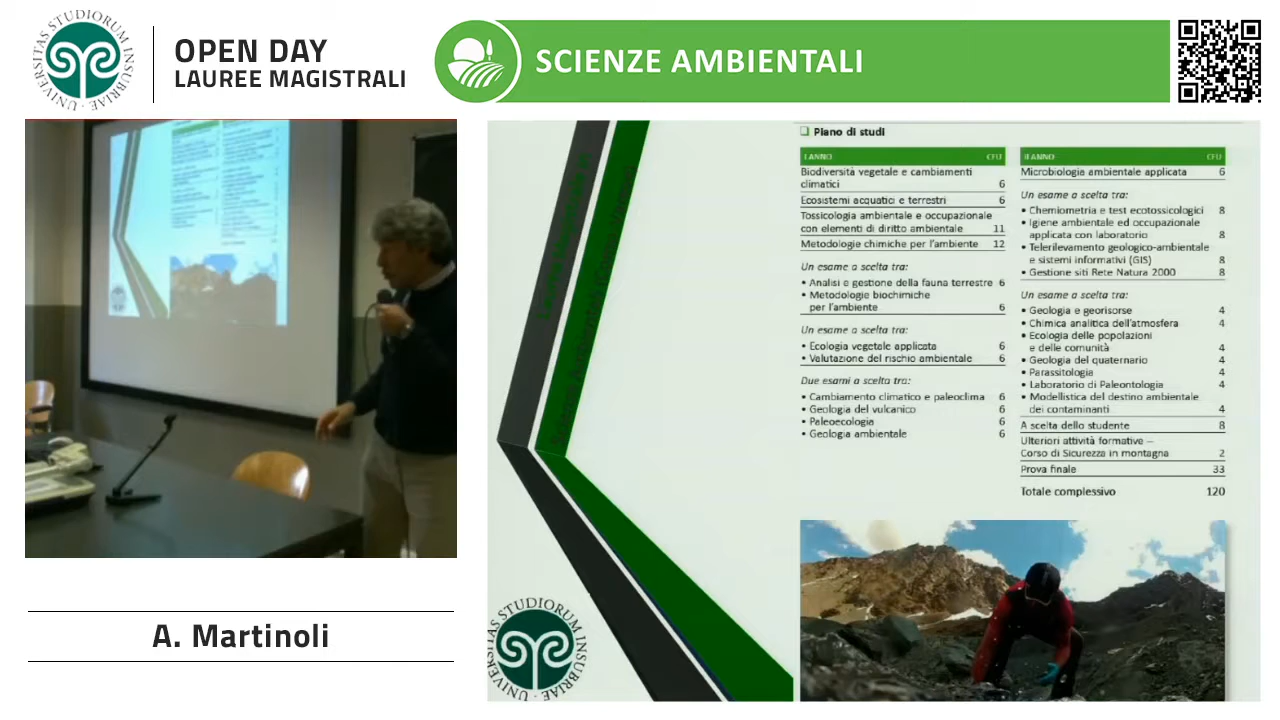 UNIVERSITAS STUDIORUM INSUBRIAE
OPEN DAY
LAUREE MAGISTRALI
SCIENZE AMBIENTALI
A. Martinoli
Piano di studi
I ANNO CFU
Biodiversità vegetale e cambiamenti
climatici 6
Ecosistemi acquatici e terrestri 6
Tossicologia ambientale e occupazionale
con elementi di diritto ambientale 11
Metodologie chimiche per l'ambiente 12
Un esame a scelta tra:
• Analisi e gestione della fauna terrestre 6
• Metodologie biochimiche
per l'ambiente 6
Un esame a scelta tra:
• Ecologia vegetale applicata 6
• Valutazione del rischio ambientale 6
Due esami a scelta tra:
• Cambiamento climatico e paleoclima 6
• Geologia del vulcanico 6
• Paleoecologia 6
• Geologia ambientale 6
II ANNO CFU
Microbiologia ambientale applicata 6
Un esame a scelta tra:
• Chemiometria e test ecotossicologici 8
• Igiene ambientale ed occupazionale
applicata con laboratorio 8
• Telerilevamento geologico-ambientale
e sistemi informativi (GIS) 8
• Gestione siti Rete Natura 2000 8
Un esame a scelta tra:
• Geologia e georisorse 4
• Chimica analitica dell'atmosfera 4
• Ecologia delle popolazioni
e delle comunità 4
• Geologia del quaternario 4
• Parassitologia 4
• Laboratorio di Paleontologia 4
• Modellistica del destino ambientale
dei contaminanti 4
A scelta dello studente 8
Ulteriori attività formative –
Corso di Sicurezza in montagna 2
Prova finale 33
Totale complessivo 120
UNIVERSITAS STUDIORUM INSUBRIAE